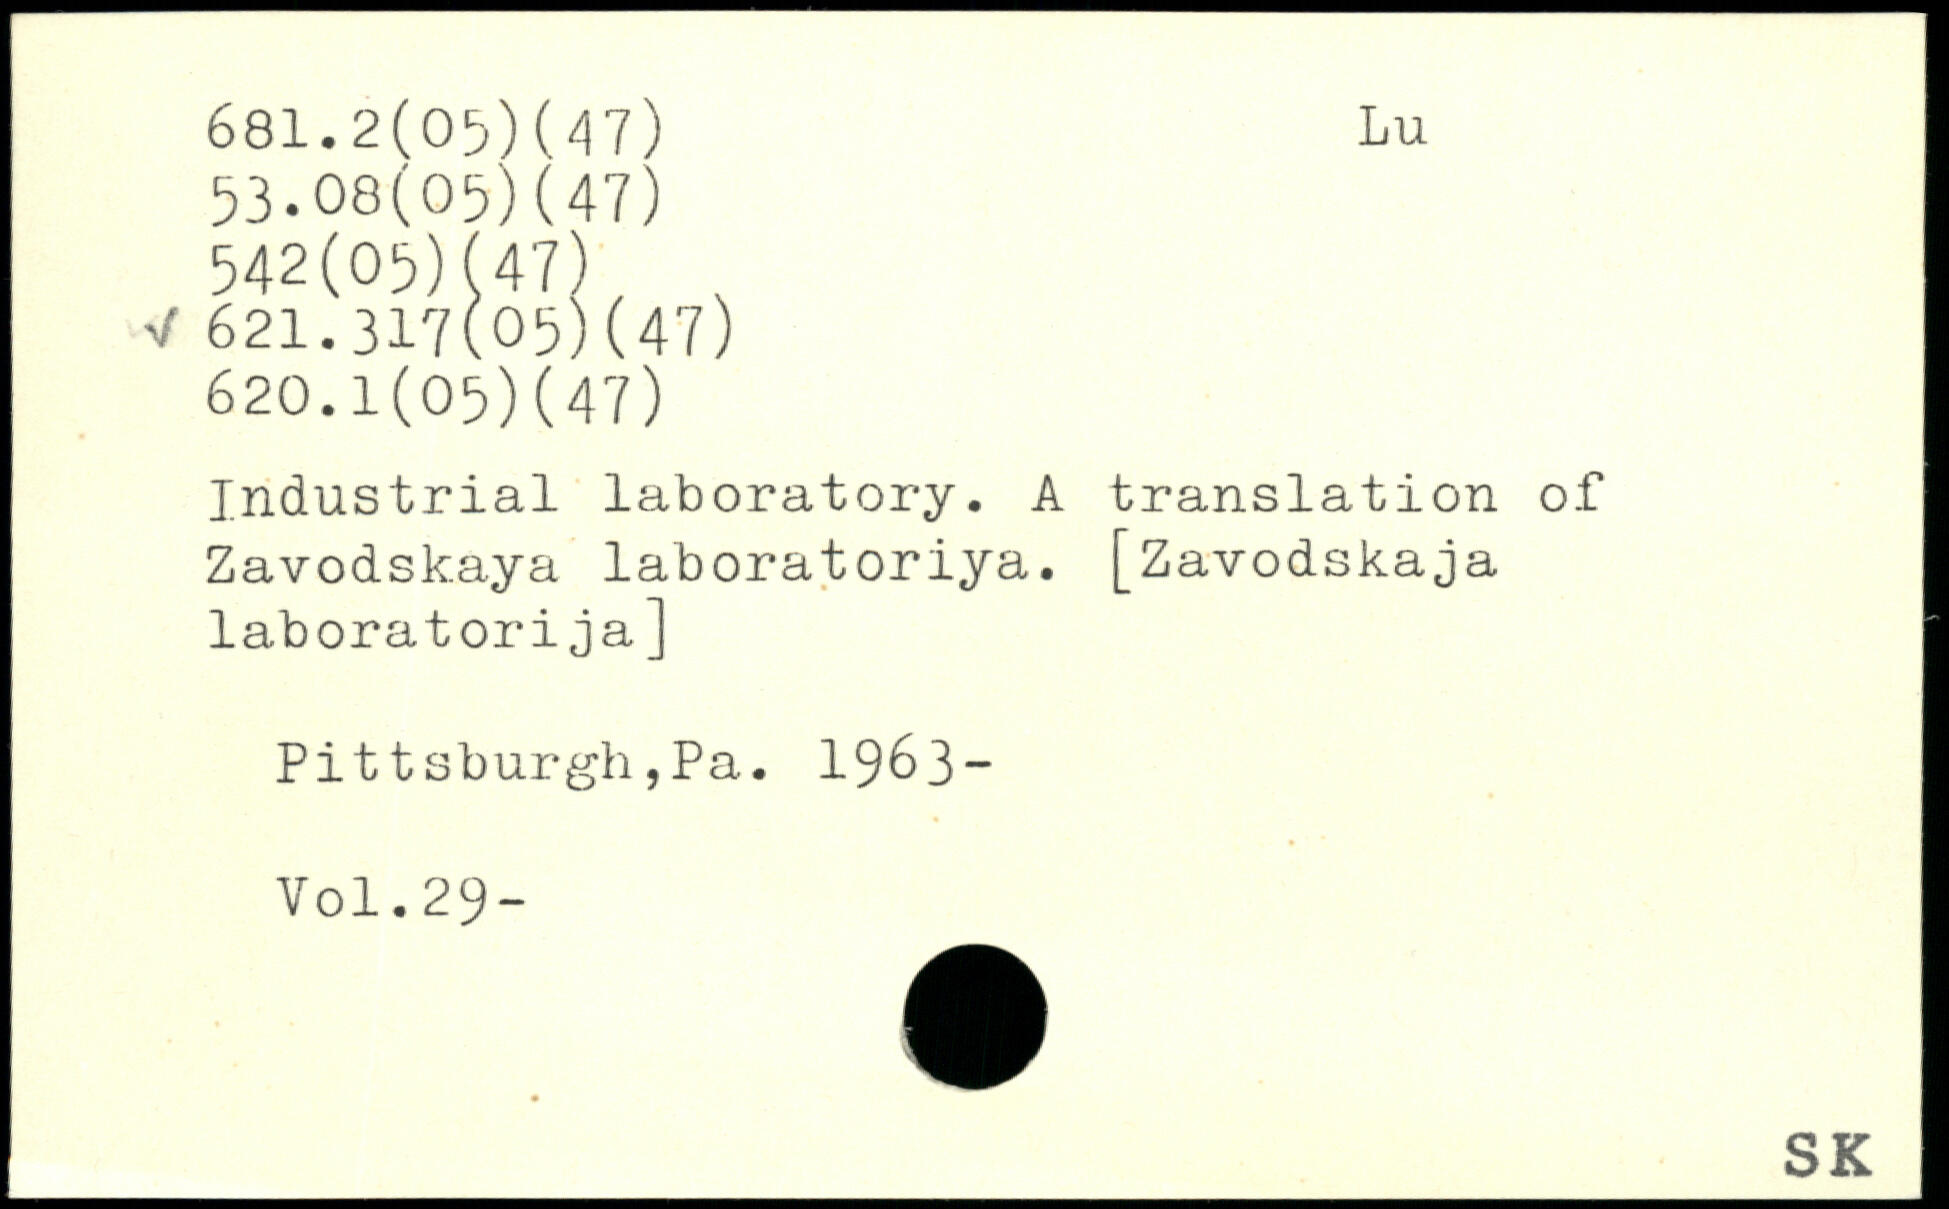 681.2(05)(47) Lu
53.08(05)(47)
542(05)(47)
✓ 621.317(05)(47)
620.1(05)(47)
Industrial laboratory. A translation of
Zavodskaya laboratoriya. [Zavodskaja
laboratorija]
Pittsburgh,Pa. 1963-
Vol.29-
SK